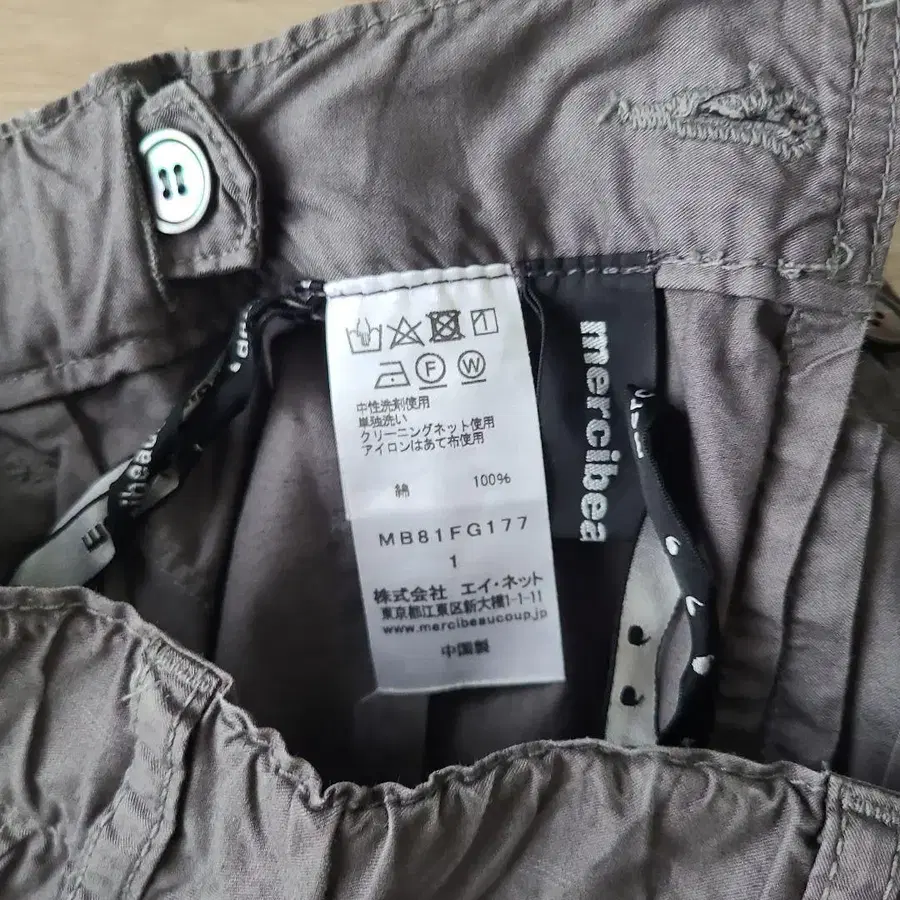 中性洗剤使用
単独洗い
クリーニングネット使用
アイロンはあて布使用
綿 100%
MB81FG177
1
株式会社 エイ・ネット
東京都江東区新大橋1-1-11
www.mercibeaucoup.jp
中国製
F
W
mercibea